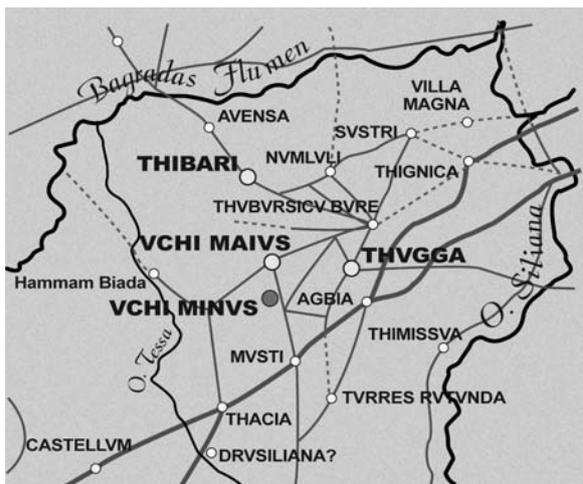 Bagradas Flumen
VILLA
MAGNA
AVENSA
SVSTRI
THIBARI
NVMLVLI
THIGNICA
THVBVRSICV BVRE
VCHI MAIVS
THVGGA
Hammam Biada
VCHI MINVS
AGBIA
O. Siliana
THIMISSVA
O. Tessa
MVSTI
TVRRES RVTVNDA
THACIA
CASTELLVM
DRVSILIANA?